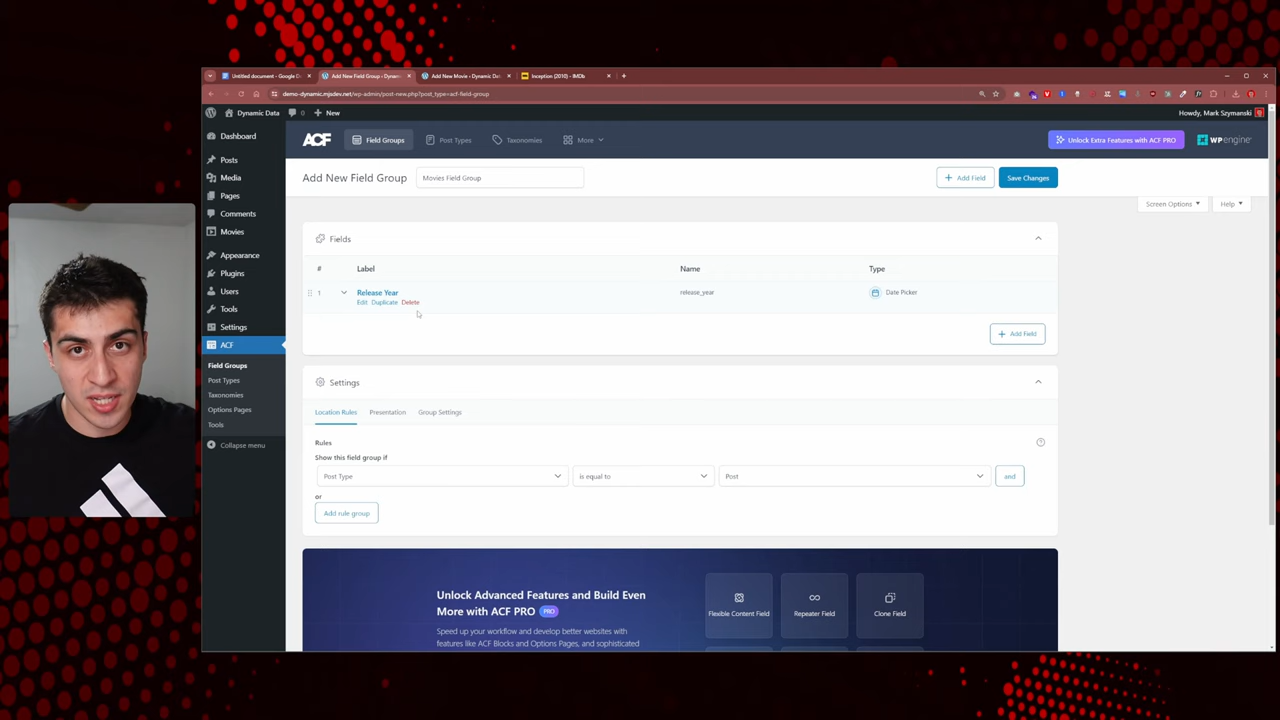 Untitled document - Google D
Add New Field Group - Dynamic
Add New Movie - Dynamic Dat
Inception (2010) - IMDb
demo-dynamic.mjsdev.net/wp-admin/post-new.php?post_type=acf-field-group
Dynamic Data
0
New
Howdy, Mark Szymanski
Dashboard
Posts
Media
Pages
Comments
Movies
Appearance
Plugins
Users
Tools
Settings
ACF
Field Groups
Post Types
Taxonomies
Options Pages
Tools
Collapse menu
ACF
Field Groups
Post Types
Taxonomies
More
Unlock Extra Features with ACF PRO
WPengine
Add New Field Group
Movies Field Group
+ Add Field
Save Changes
Screen Options
Help
Fields
# Label Name Type
1 Release Year release_year Date Picker
Edit Duplicate Delete
+ Add Field
Settings
Location Rules Presentation Group Settings
Rules
Show this field group if
Post Type is equal to Post and
or
Add rule group
Unlock Advanced Features and Build Even
More with ACF PRO PRO
Speed up your workflow and develop better websites with
features like ACF Blocks and Options Pages, and sophisticated
Flexible Content Field
Repeater Field
Clone Field